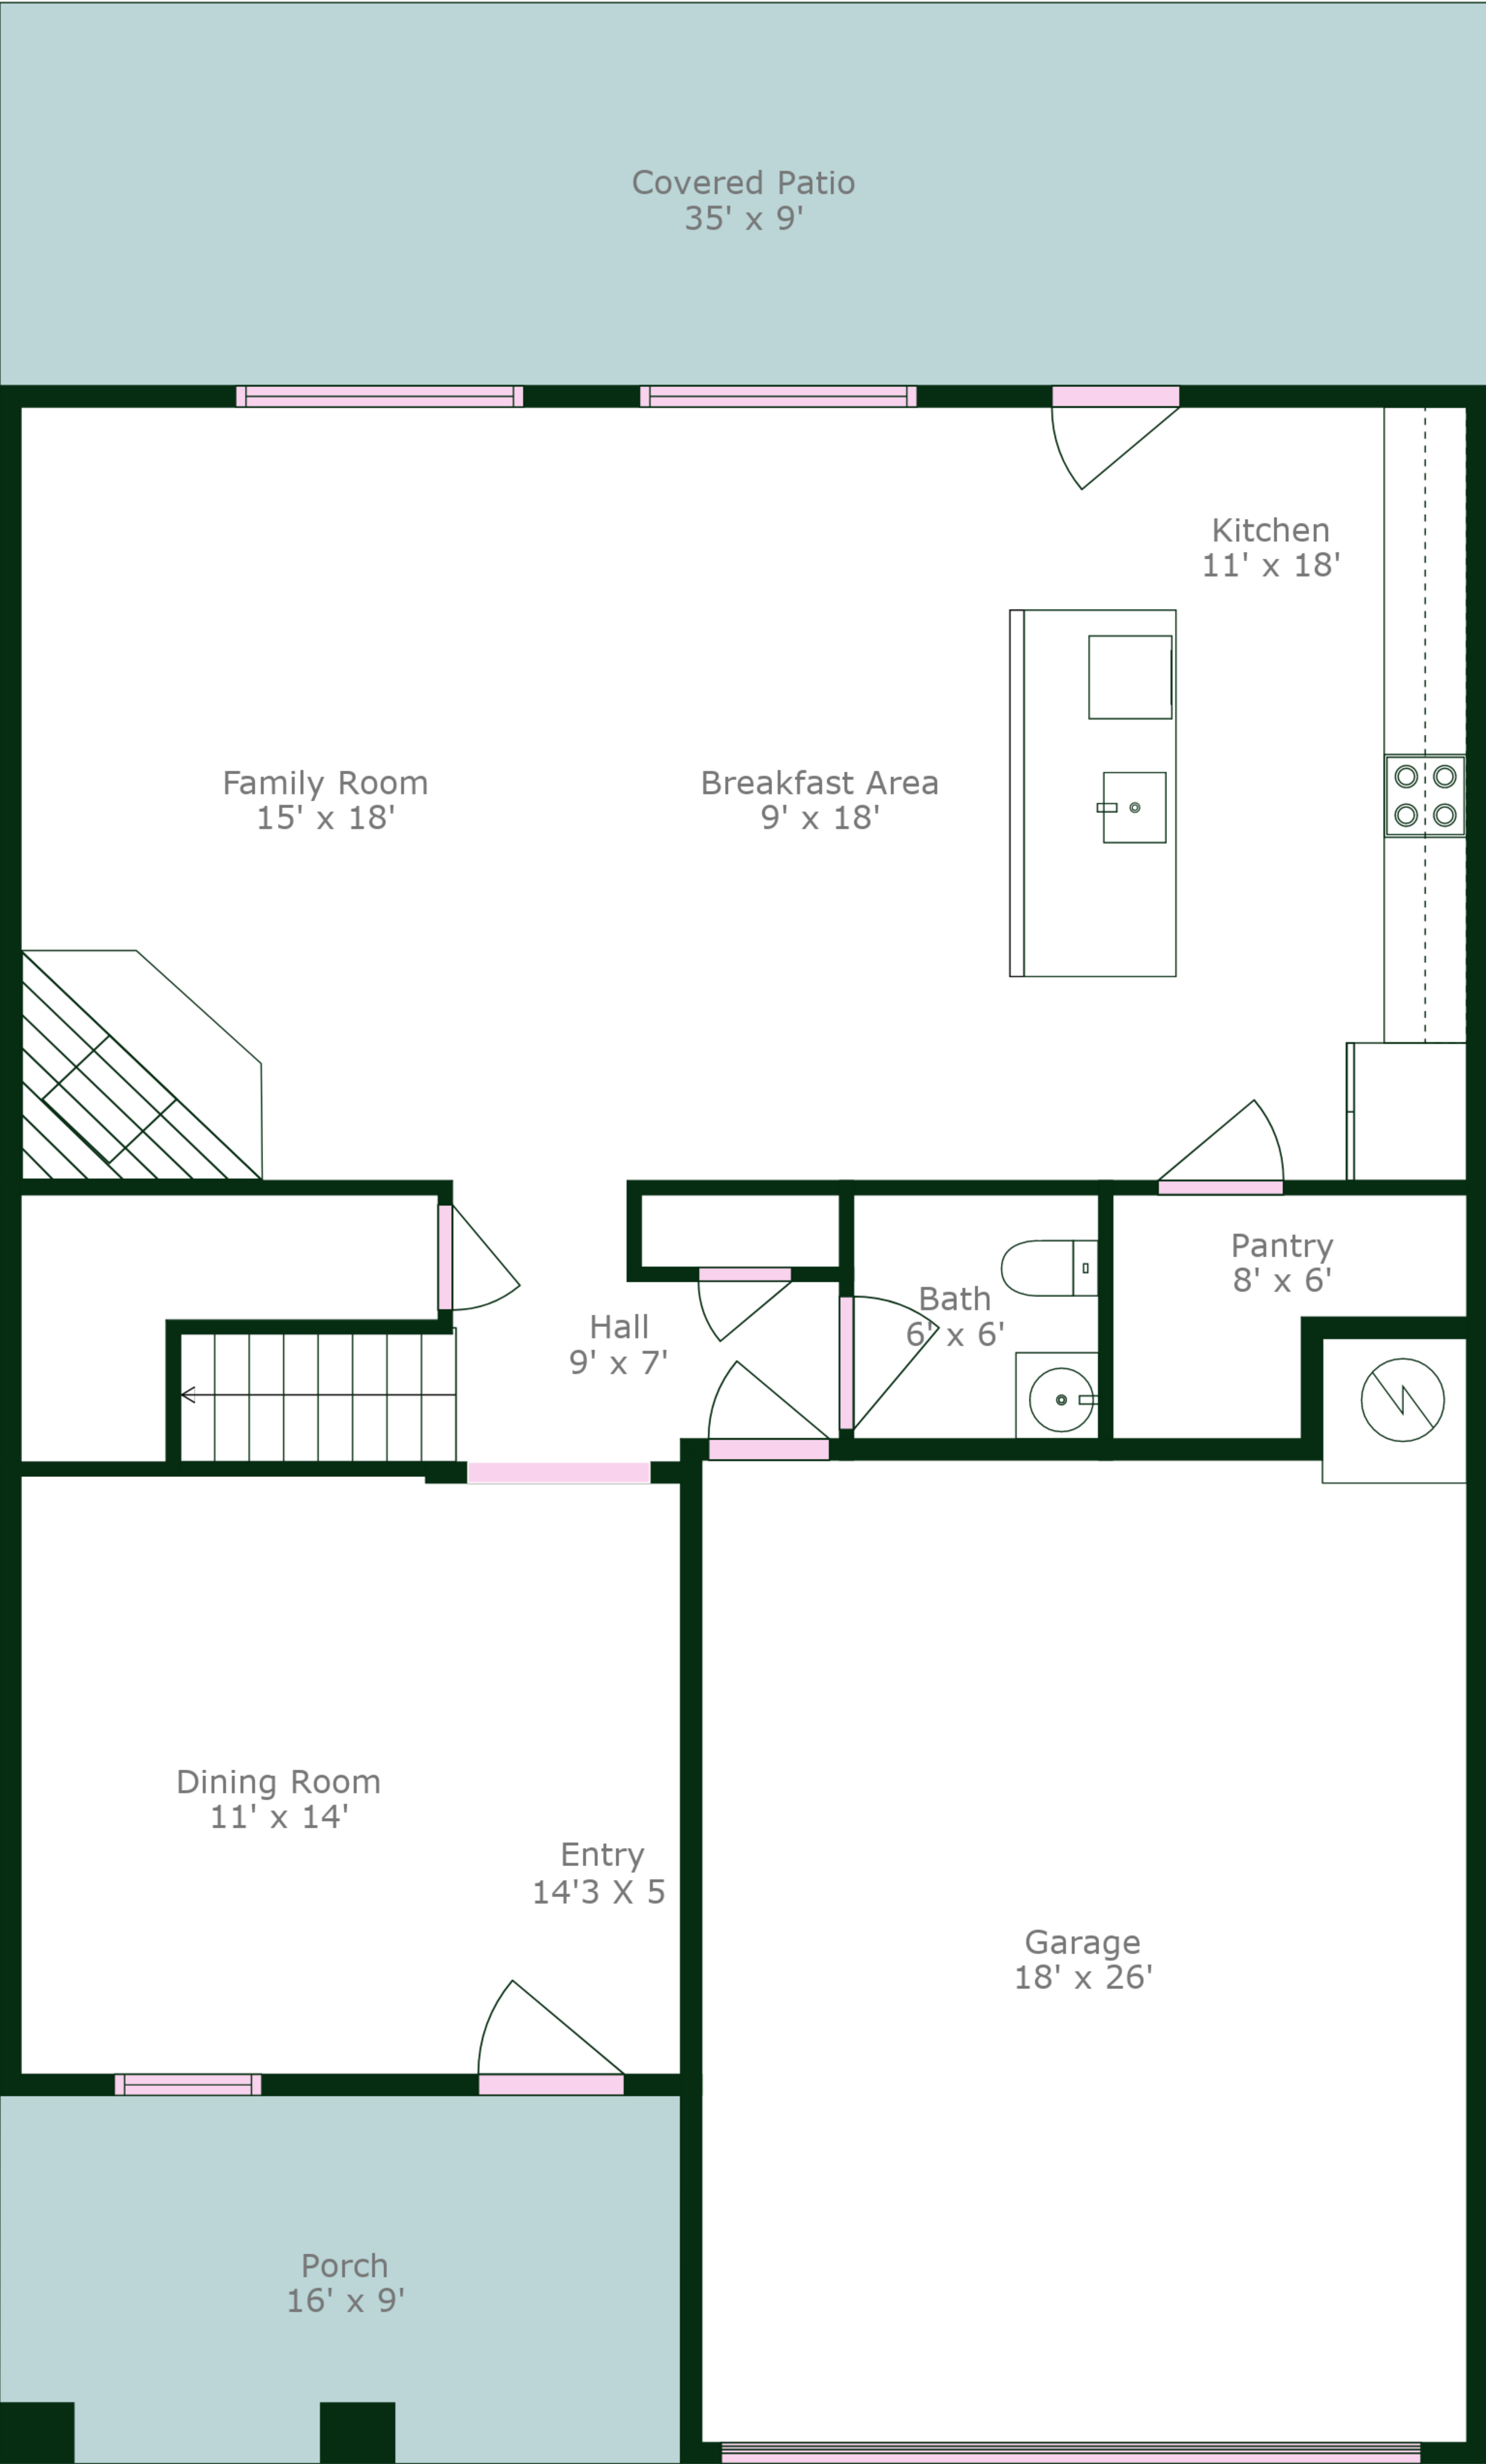 Covered Patio
35' x 9'
Kitchen
11' x 18'
Family Room
15' x 18'
Breakfast Area
9' x 18'
Pantry
8' x 6'
Bath
6' x 6'
Hall
9' x 7'
Dining Room
11' x 14'
Entry
14'3 X 5
Garage
18' x 26'
Porch
16' x 9'